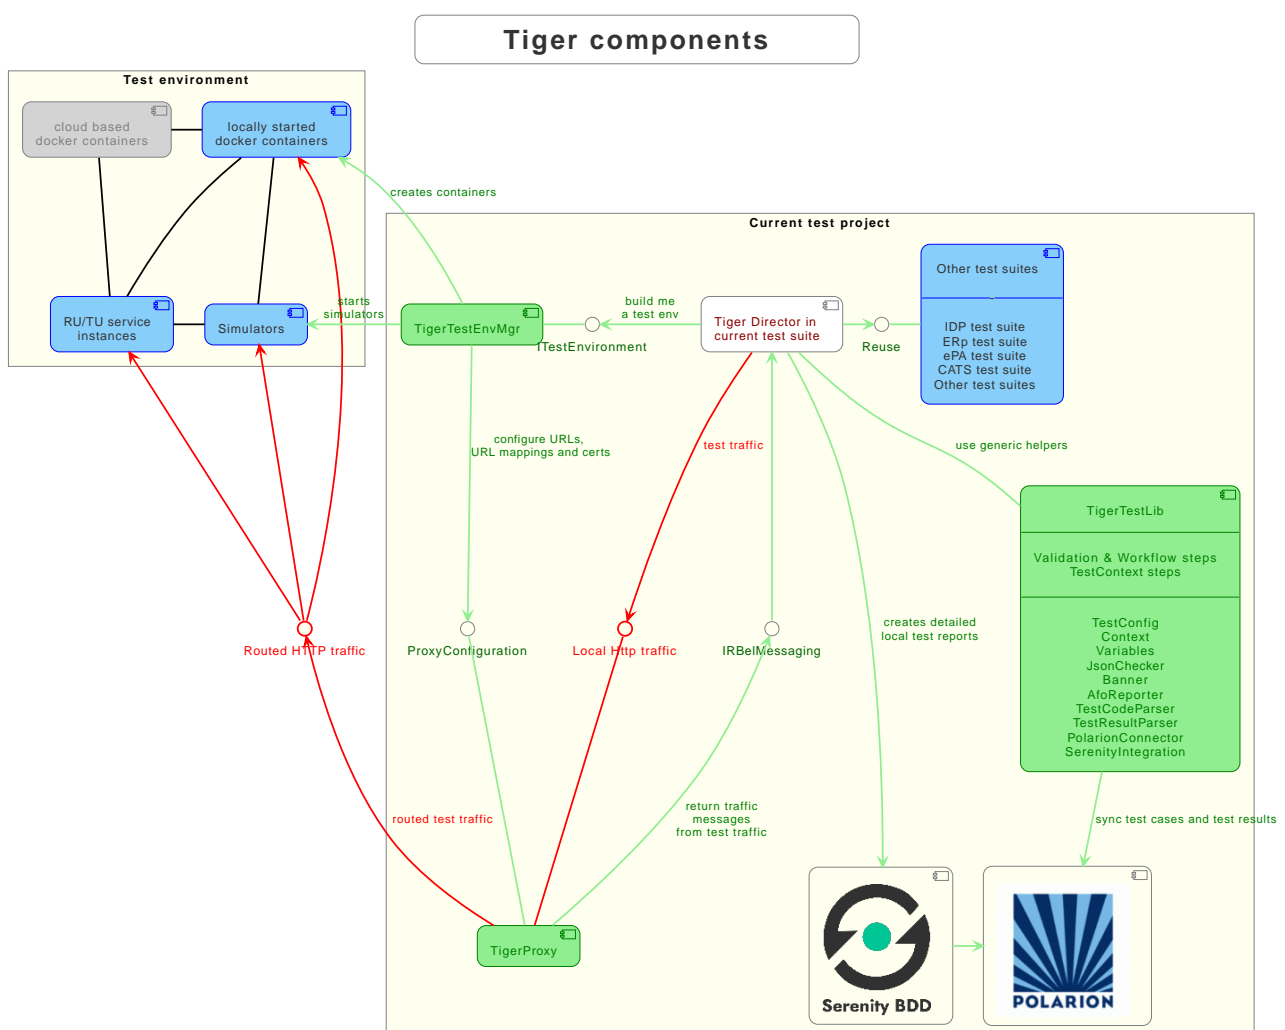 Tiger components
Test environment
cloud based
docker containers
locally started
docker containers
creates containers
Current test project
Other test suites
IDP test suite
ERp test suite
ePA test suite
CATS test suite
Other test suites
RU/TU service
instances
Simulators
starts
simulators
TigerTestEnvMgr
ITestEnvironment
build me
a test env
Tiger Director in
current test suite
Reuse
configure URLs,
URL mappings and certs
test traffic
use generic helpers
TigerTestLib
Validation & Workflow steps
TestContext steps
TestConfig
Context
Variables
JsonChecker
Banner
AfoReporter
TestCodeParser
TestResultParser
PolarionConnector
SerenityIntegration
creates detailed
local test reports
Routed HTTP traffic
ProxyConfiguration
Local Http traffic
IRBelMessaging
routed test traffic
return traffic
messages
from test traffic
sync test cases and test results
TigerProxy
Serenity BDD
POLARION